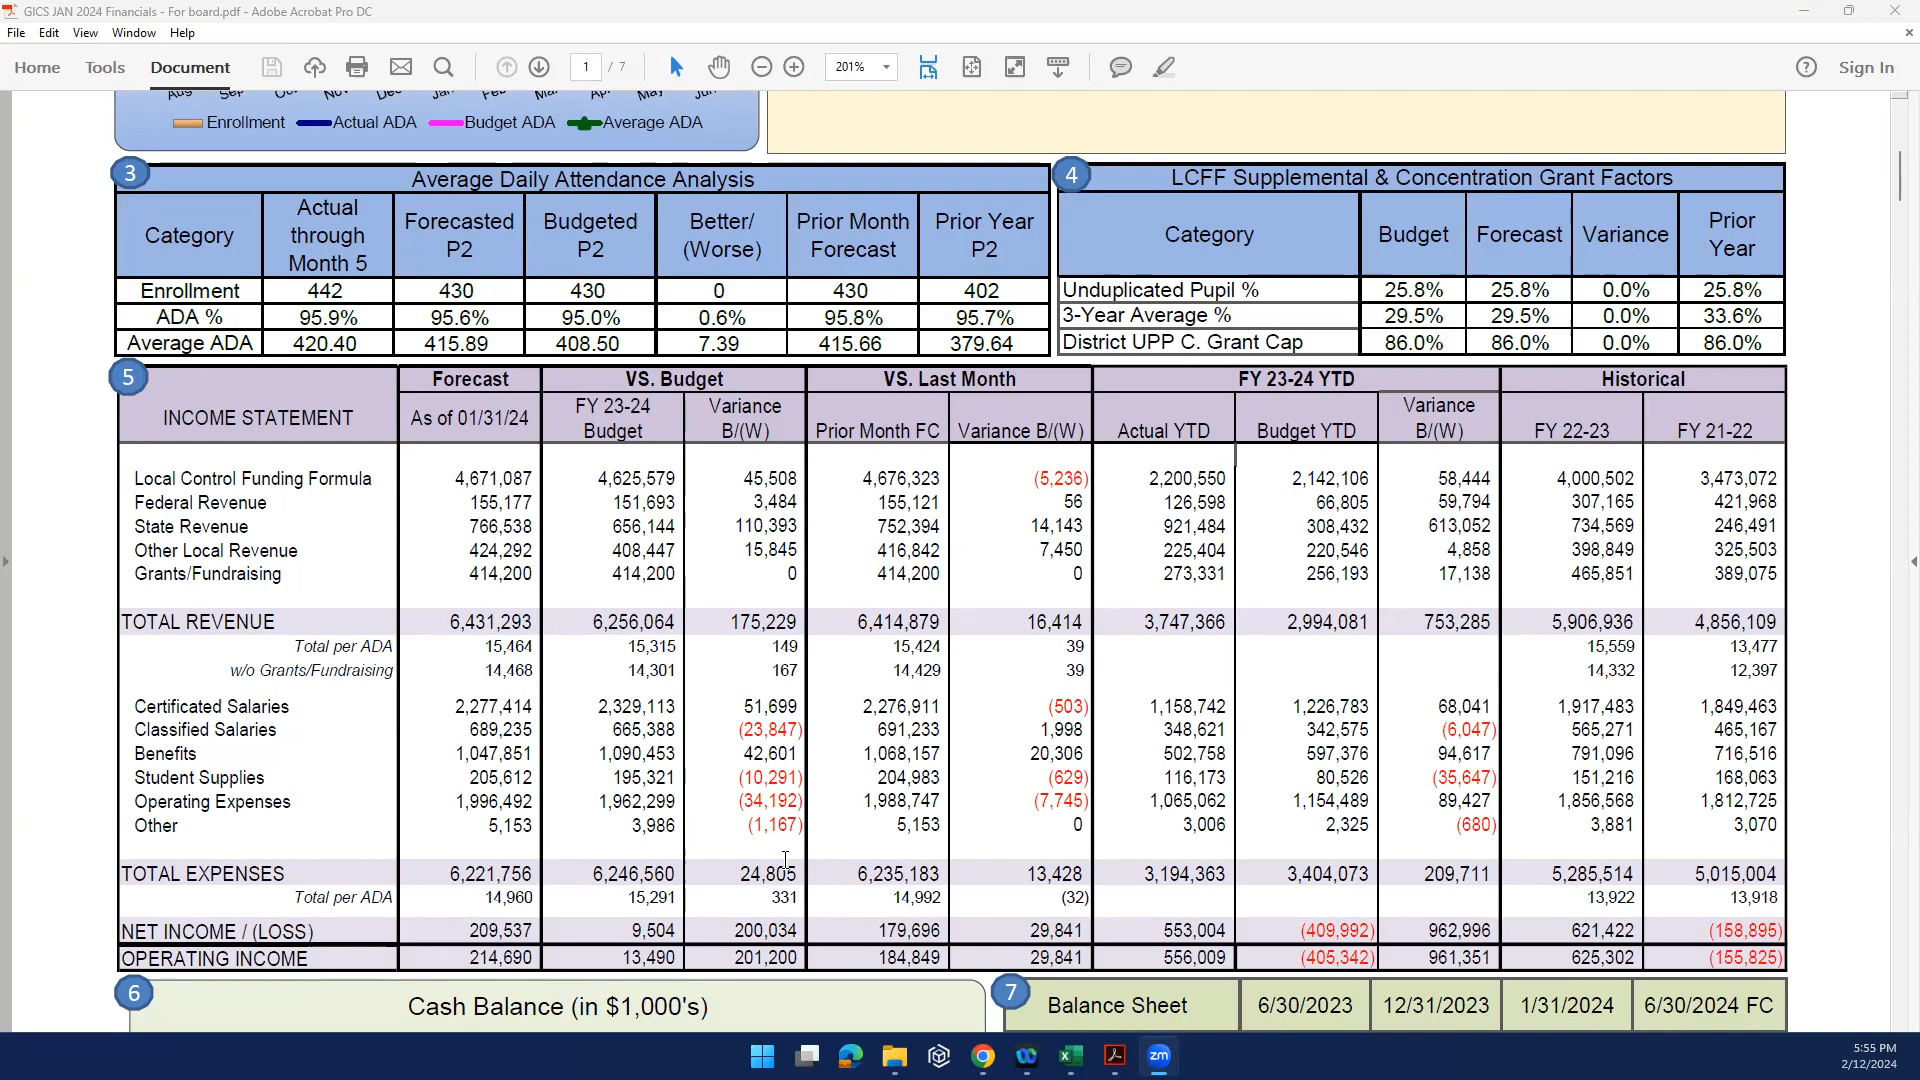 GICS JAN 2024 Financials - For board.pdf - Adobe Acrobat Pro DC
File Edit View Window Help
Home Tools Document 1 / 7 201% Sign In
Aug Sep Oct Nov Dec Jan Feb Mar Apr May Jun
Enrollment Actual ADA Budget ADA Average ADA
3 Average Daily Attendance Analysis
Category Actual through Month 5 Forecasted P2 Budgeted P2 Better/ (Worse) Prior Month Forecast Prior Year P2
Enrollment 442 430 430 0 430 402
ADA % 95.9% 95.6% 95.0% 0.6% 95.8% 95.7%
Average ADA 420.40 415.89 408.50 7.39 415.66 379.64
4 LCFF Supplemental & Concentration Grant Factors
Category Budget Forecast Variance Prior Year
Unduplicated Pupil % 25.8% 25.8% 0.0% 25.8%
3-Year Average % 29.5% 29.5% 0.0% 33.6%
District UPP C. Grant Cap 86.0% 86.0% 0.0% 86.0%
5 Forecast VS. Budget VS. Last Month FY 23-24 YTD Historical
INCOME STATEMENT As of 01/31/24 FY 23-24 Budget Variance B/(W) Prior Month FC Variance B/(W) Actual YTD Budget YTD Variance B/(W) FY 22-23 FY 21-22
Local Control Funding Formula 4,671,087 4,625,579 45,508 4,676,323 (5,236) 2,200,550 2,142,106 58,444 4,000,502 3,473,072
Federal Revenue 155,177 151,693 3,484 155,121 56 126,598 66,805 59,794 307,165 421,968
State Revenue 766,538 656,144 110,393 752,394 14,143 921,484 308,432 613,052 734,569 246,491
Other Local Revenue 424,292 408,447 15,845 416,842 7,450 225,404 220,546 4,858 398,849 325,503
Grants/Fundraising 414,200 414,200 0 414,200 0 273,331 256,193 17,138 465,851 389,075
TOTAL REVENUE 6,431,293 6,256,064 175,229 6,414,879 16,414 3,747,366 2,994,081 753,285 5,906,936 4,856,109
Total per ADA 15,464 15,315 149 15,424 39 15,559 13,477
w/o Grants/Fundraising 14,468 14,301 167 14,429 39 14,332 12,397
Certificated Salaries 2,277,414 2,329,113 51,699 2,276,911 (503) 1,158,742 1,226,783 68,041 1,917,483 1,849,463
Classified Salaries 689,235 665,388 (23,847) 691,233 1,998 348,621 342,575 (6,047) 565,271 465,167
Benefits 1,047,851 1,090,453 42,601 1,068,157 20,306 502,758 597,376 94,617 791,096 716,516
Student Supplies 205,612 195,321 (10,291) 204,983 (629) 116,173 80,526 (35,647) 151,216 168,063
Operating Expenses 1,996,492 1,962,299 (34,192) 1,988,747 (7,745) 1,065,062 1,154,489 89,427 1,856,568 1,812,725
Other 5,153 3,986 (1,167) 5,153 0 3,006 2,325 (680) 3,881 3,070
TOTAL EXPENSES 6,221,756 6,246,560 24,805 6,235,183 13,428 3,194,363 3,404,073 209,711 5,285,514 5,015,004
Total per ADA 14,960 15,291 331 14,992 (32) 13,922 13,918
NET INCOME / (LOSS) 209,537 9,504 200,034 179,696 29,841 553,004 (409,992) 962,996 621,422 (158,895)
OPERATING INCOME 214,690 13,490 201,200 184,849 29,841 556,009 (405,342) 961,351 625,302 (155,825)
6 Cash Balance (in $1,000's)
7 Balance Sheet 6/30/2023 12/31/2023 1/31/2024 6/30/2024 FC
zm
5:55 PM
2/12/2024